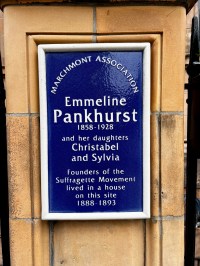 MARCHMONT ASSOCIATION
Emmeline
Pankhurst
1858-1928
and her daughters
Christabel
and Sylvia
Founders of the
Suffragette Movement
lived in a house
on this site
1888-1893